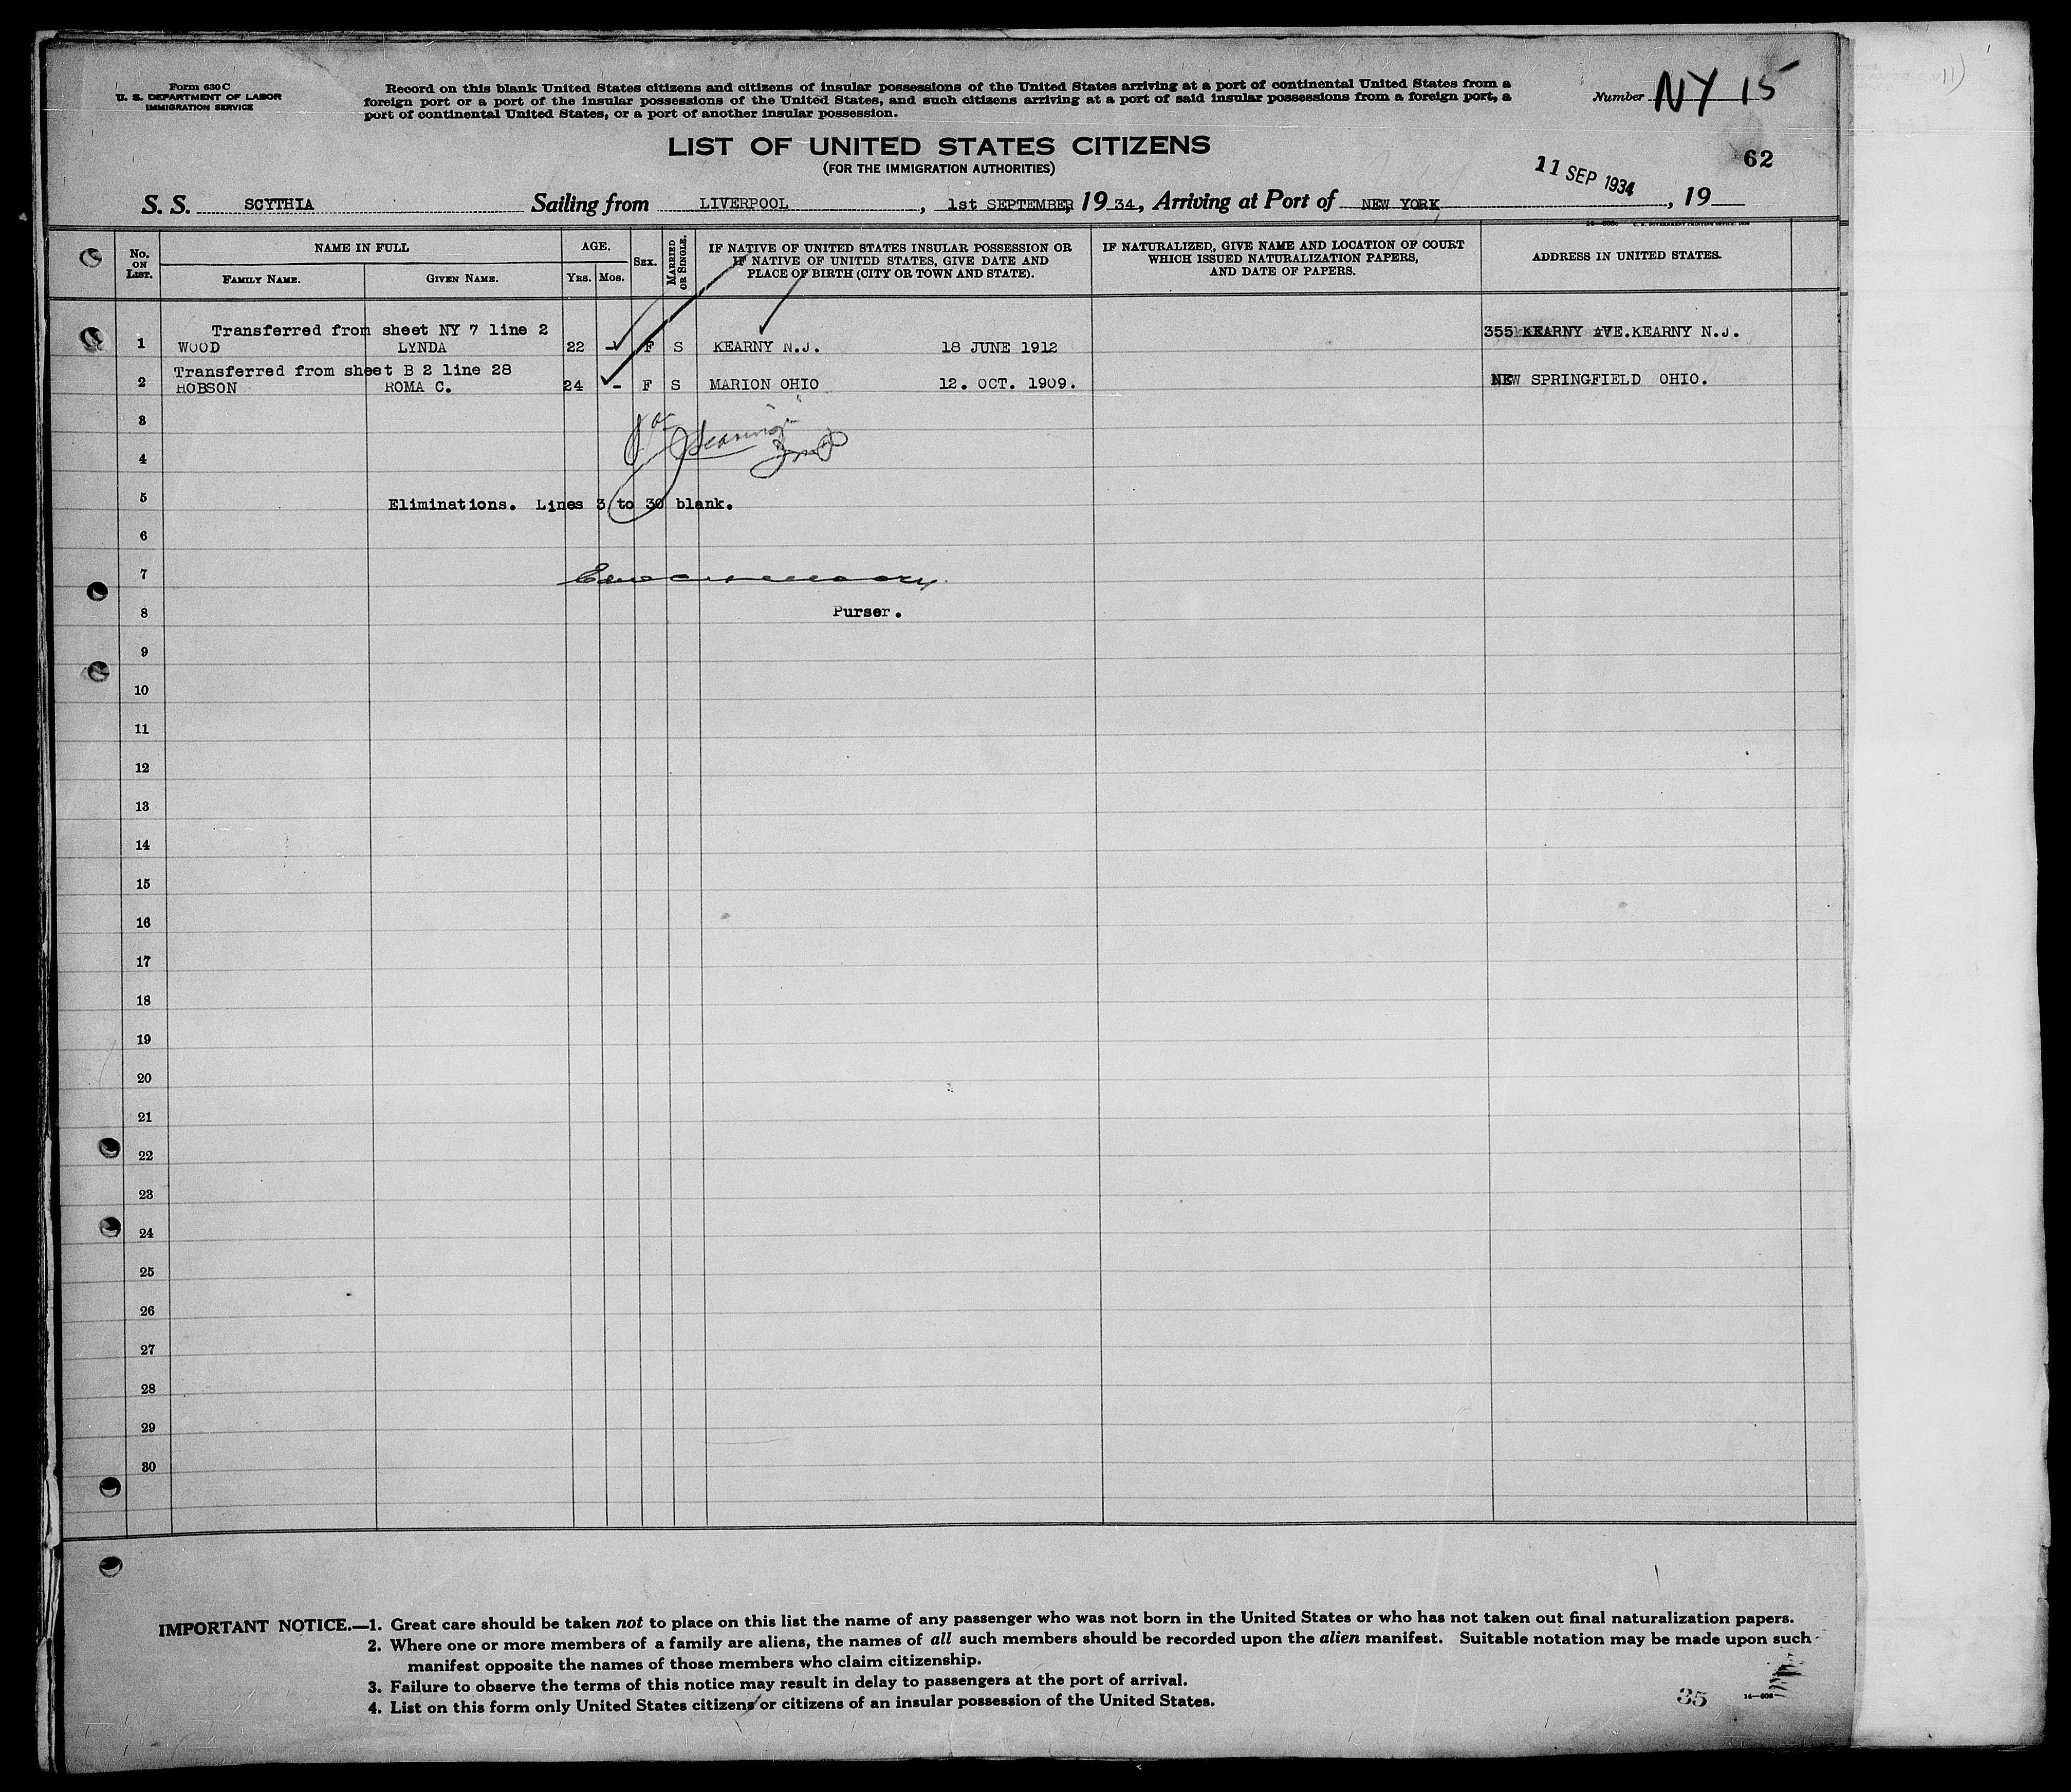 Form 630 C
U. S. DEPARTMENT OF LABOR
IMMIGRATION SERVICE
Record on this blank United States citizens and citizens of insular possessions of the United States arriving at a port of continental United States from a
foreign port or a port of the insular possessions of the United States, and such citizens arriving at a port of said insular possessions from a foreign port, a
port of continental United States, or a port of another insular possession.
Number NY 15
LIST OF UNITED STATES CITIZENS
(FOR THE IMMIGRATION AUTHORITIES)
62
11 SEP 1934
S. S. SCYTHIA Sailing from LIVERPOOL, 1st SEPTEMBER, 19 34, Arriving at Port of NEW YORK, 19
No. ON LIST.
NAME IN FULL
FAMILY NAME. GIVEN NAME.
AGE.
Yrs. Mos.
SEX.
MARRIED OR SINGLE.
IF NATIVE OF UNITED STATES INSULAR POSSESSION OR
IF NATIVE OF UNITED STATES, GIVE DATE AND
PLACE OF BIRTH (CITY OR TOWN AND STATE).
IF NATURALIZED, GIVE NAME AND LOCATION OF COURT
WHICH ISSUED NATURALIZATION PAPERS,
AND DATE OF PAPERS.
ADDRESS IN UNITED STATES.
Transferred from sheet NY 7 line 2
1 WOOD LYNDA 22 - F S KEARNY N.J. 18 JUNE 1912 355 KEARNY AVE. KEARNY N.J.
Transferred from sheet B 2 line 28
2 HOBSON ROMA C. 24 - F S MARION OHIO 12. OCT. 1909. NEW SPRINGFIELD OHIO.
3
4
5 Eliminations. Lines 3 to 30 blank.
6
7
8 Purser.
9
10
11
12
13
14
15
16
17
18
19
20
21
22
23
24
25
26
27
28
29
30
IMPORTANT NOTICE.—1. Great care should be taken not to place on this list the name of any passenger who was not born in the United States or who has not taken out final naturalization papers.
2. Where one or more members of a family are aliens, the names of all such members should be recorded upon the alien manifest. Suitable notation may be made upon such
manifest opposite the names of those members who claim citizenship.
3. Failure to observe the terms of this notice may result in delay to passengers at the port of arrival.
4. List on this form only United States citizens or citizens of an insular possession of the United States.
35